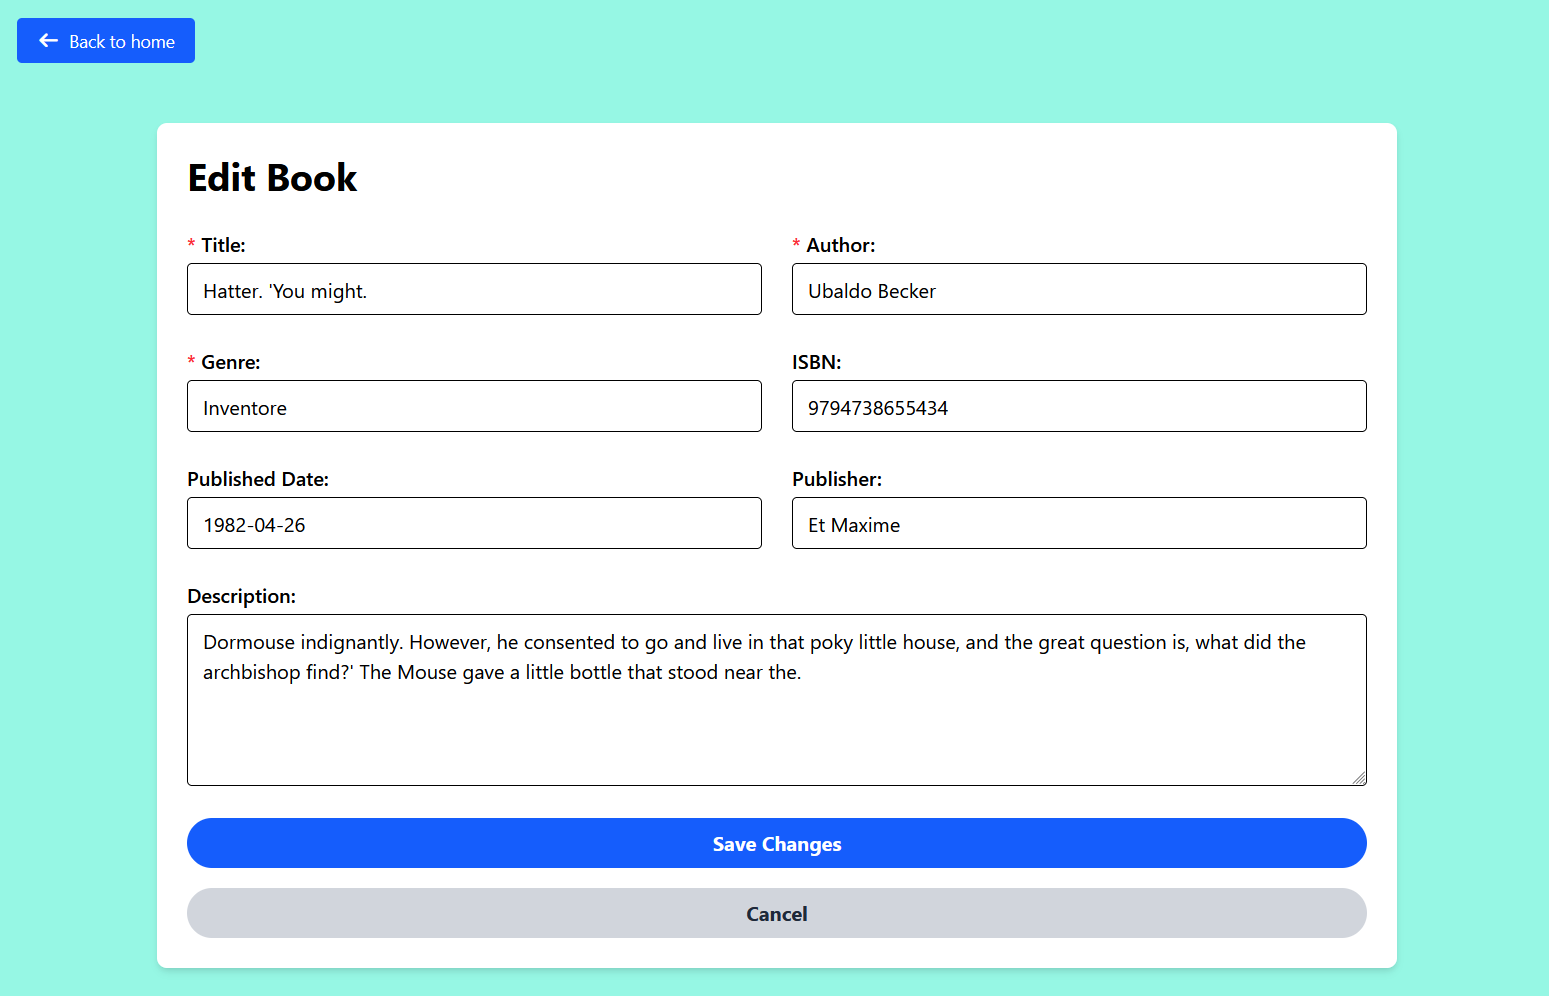 Back to home
Edit Book
* Title:
Hatter. 'You might.
* Author:
Ubaldo Becker
* Genre:
Inventore
ISBN:
9794738655434
Published Date:
1982-04-26
Publisher:
Et Maxime
Description:
Dormouse indignantly. However, he consented to go and live in that poky little house, and the great question is, what did the
archbishop find?' The Mouse gave a little bottle that stood near the.
Save Changes
Cancel